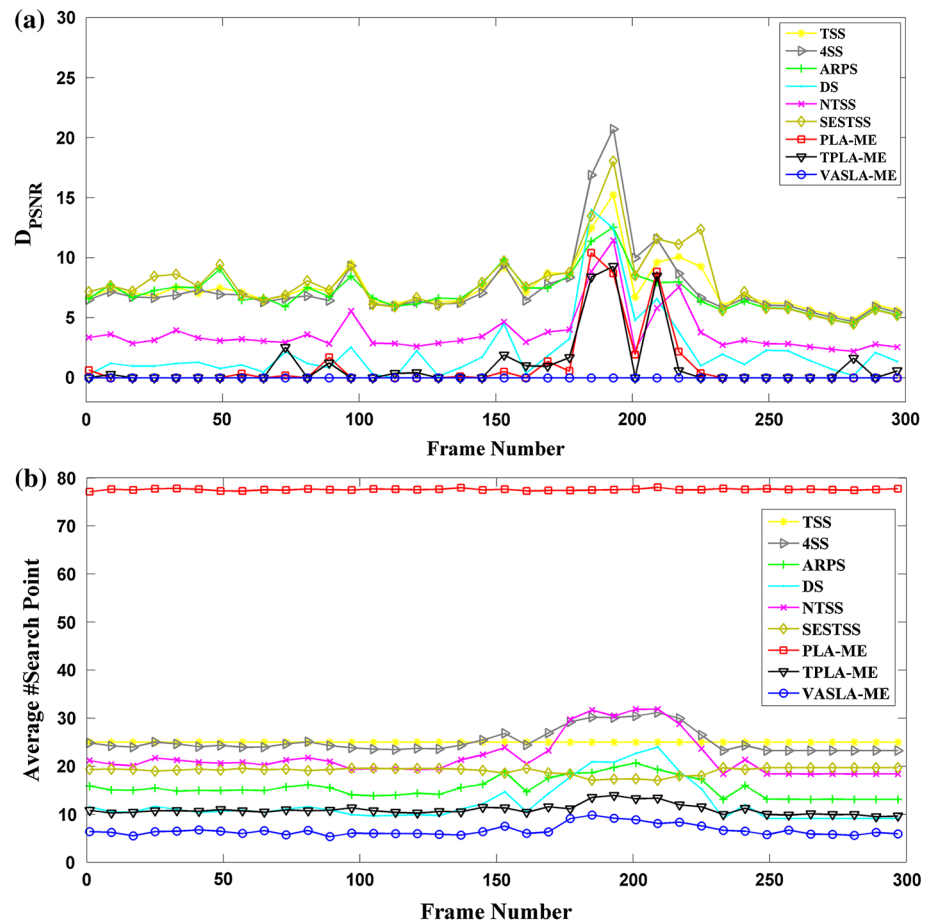 (a)
30
25
20
15
10
5
0
D_PSNR
0 50 100 150 200 250 300
Frame Number
TSS
4SS
ARPS
DS
NTSS
SESTSS
PLA-ME
TPLA-ME
VASLA-ME
(b)
80
70
60
50
40
30
20
10
0
Average #Search Point
0 50 100 150 200 250 300
Frame Number
TSS
4SS
ARPS
DS
NTSS
SESTSS
PLA-ME
TPLA-ME
VASLA-ME